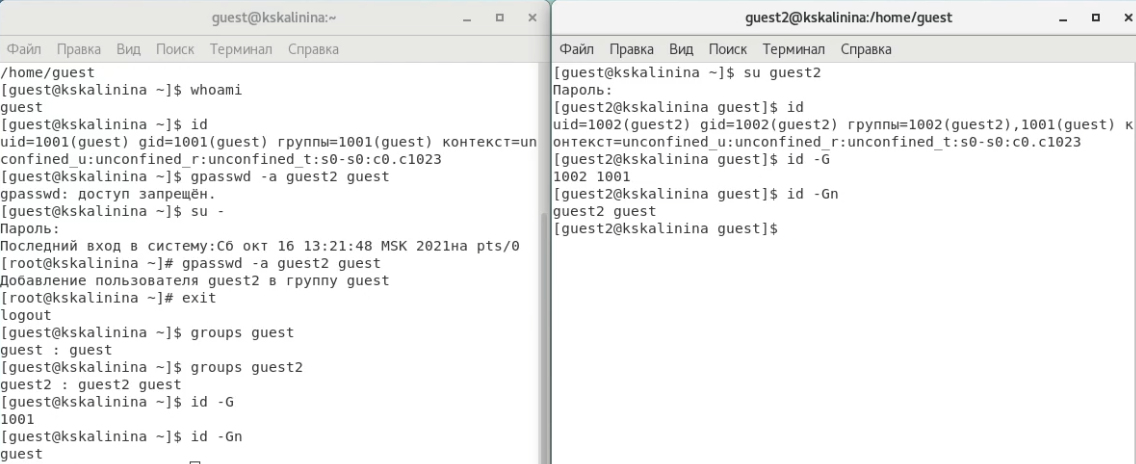 guest@kskalinina:~
Файл Правка Вид Поиск Терминал Справка
/home/guest
[guest@kskalinina ~]$ whoami
guest
[guest@kskalinina ~]$ id
uid=1001(guest) gid=1001(guest) группы=1001(guest) контекст=un
confined_u:unconfined_r:unconfined_t:s0-s0:c0.c1023
[guest@kskalinina ~]$ gpasswd -a guest2 guest
gpasswd: доступ запрещён.
[guest@kskalinina ~]$ su -
Пароль:
Последний вход в систему:Сб окт 16 13:21:48 MSK 2021на pts/0
[root@kskalinina ~]# gpasswd -a guest2 guest
Добавление пользователя guest2 в группу guest
[root@kskalinina ~]# exit
logout
[guest@kskalinina ~]$ groups guest
guest : guest
[guest@kskalinina ~]$ groups guest2
guest2 : guest2 guest
[guest@kskalinina ~]$ id -G
1001
[guest@kskalinina ~]$ id -Gn
guest
guest2@kskalinina:/home/guest
Файл Правка Вид Поиск Терминал Справка
[guest@kskalinina ~]$ su guest2
Пароль:
[guest2@kskalinina guest]$ id
uid=1002(guest2) gid=1002(guest2) группы=1002(guest2),1001(guest) к
онтекст=unconfined_u:unconfined_r:unconfined_t:s0-s0:c0.c1023
[guest2@kskalinina guest]$ id -G
1002 1001
[guest2@kskalinina guest]$ id -Gn
guest2 guest
[guest2@kskalinina guest]$